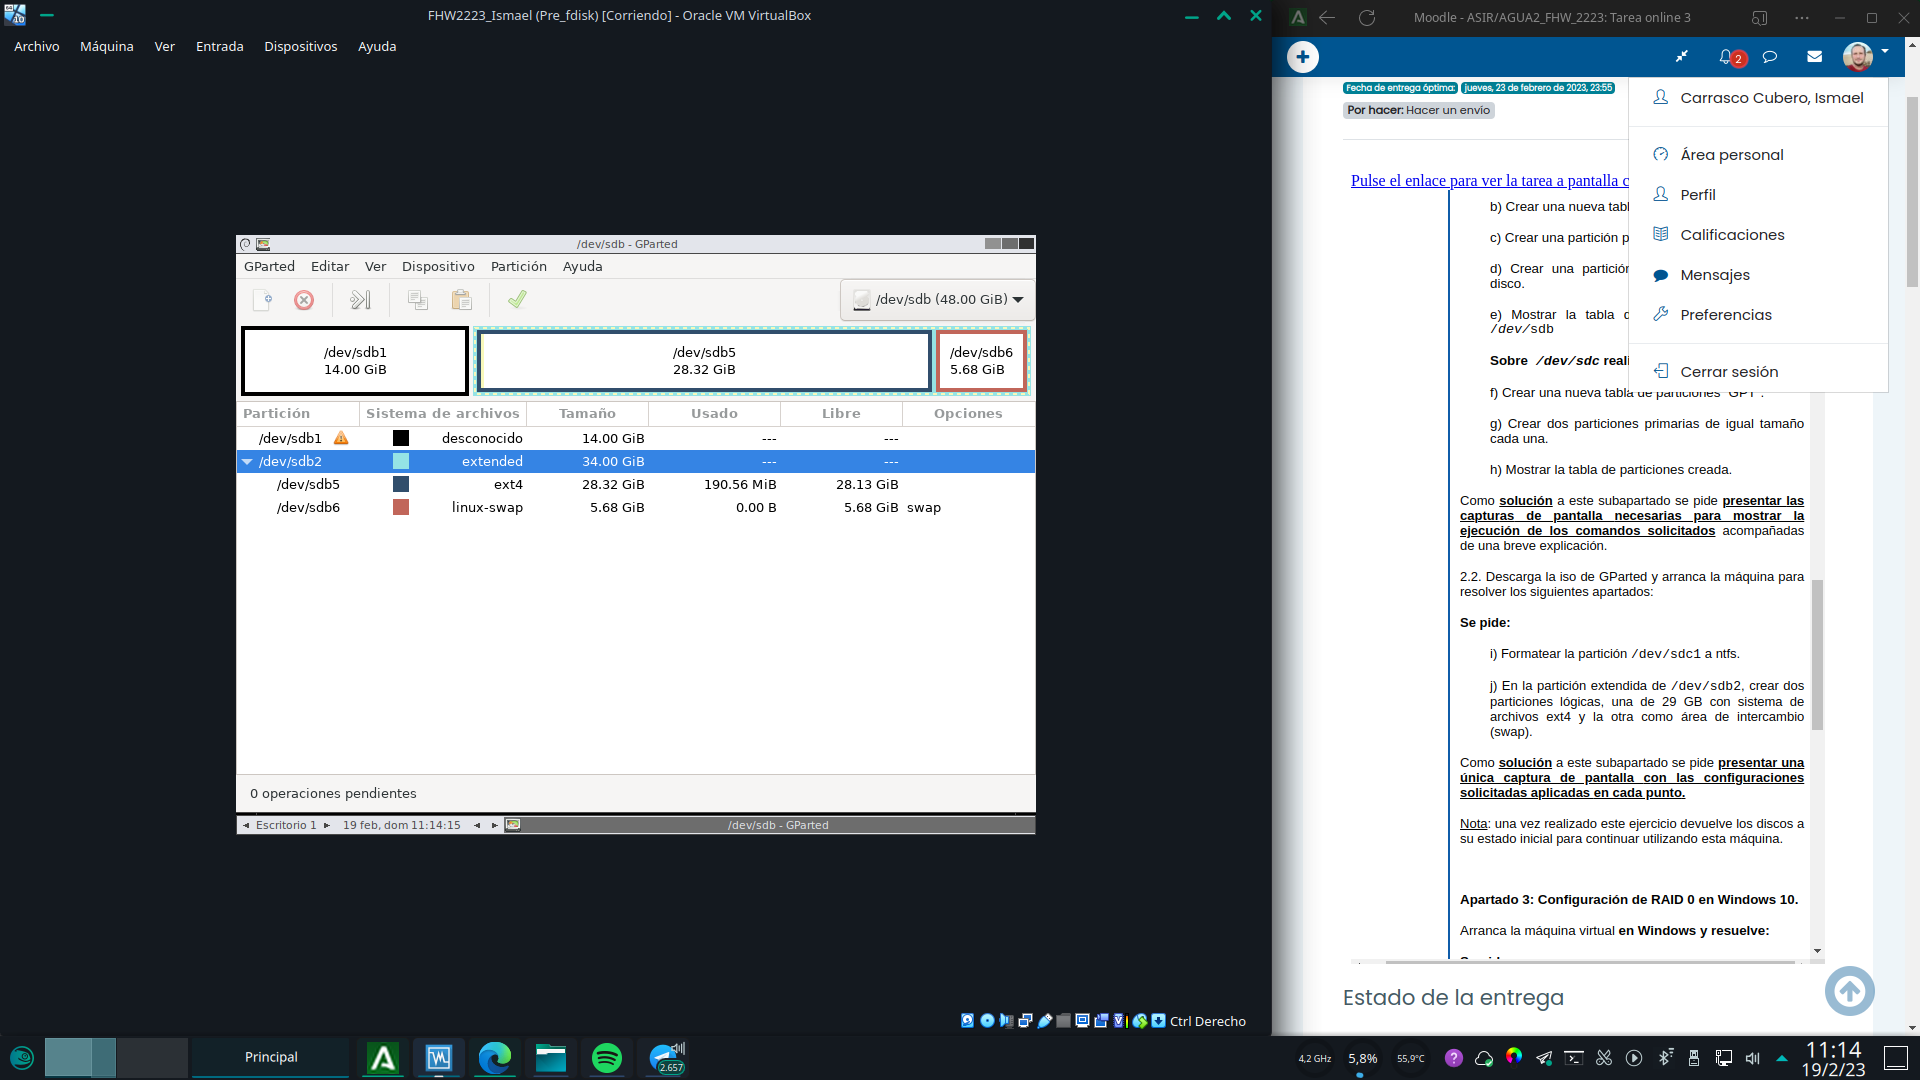 FHW2223_Ismael (Pre_fdisk) [Corriendo] - Oracle VM VirtualBox
Archivo Máquina Ver Entrada Dispositivos Ayuda
/dev/sdb - GParted
GParted Editar Ver Dispositivo Partición Ayuda
/dev/sdb (48.00 GiB)
/dev/sdb1
14.00 GiB
/dev/sdb5
28.32 GiB
/dev/sdb6
5.68 GiB
Partición Sistema de archivos Tamaño Usado Libre Opciones
/dev/sdb1 desconocido 14.00 GiB --- ---
/dev/sdb2 extended 34.00 GiB --- ---
/dev/sdb5 ext4 28.32 GiB 190.56 MiB 28.13 GiB
/dev/sdb6 linux-swap 5.68 GiB 0.00 B 5.68 GiB swap
0 operaciones pendientes
Escritorio 1 19 feb, dom 11:14:15 /dev/sdb - GParted
Ctrl Derecho
Moodle - ASIR/AGUA2_FHW_2223: Tarea online 3
2
Fecha de entrega óptima: jueves, 23 de febrero de 2023, 23:55
Por hacer: Hacer un envío
Carrasco Cubero, Ismael
Área personal
Perfil
Calificaciones
Mensajes
Preferencias
Cerrar sesión
Pulse el enlace para ver la tarea a pantalla c
b) Crear una nueva tabl
c) Crear una partición p
d) Crear una partición
disco.
e) Mostrar la tabla d
/dev/sdb
Sobre /dev/sdc reali
f) Crear una nueva tabla de particiones "GPT".
g) Crear dos particiones primarias de igual tamaño
cada una.
h) Mostrar la tabla de particiones creada.
Como solución a este subapartado se pide presentar las
capturas de pantalla necesarias para mostrar la
ejecución de los comandos solicitados acompañadas
de una breve explicación.
2.2. Descarga la iso de GParted y arranca la máquina para
resolver los siguientes apartados:
Se pide:
i) Formatear la partición /dev/sdc1 a ntfs.
j) En la partición extendida de /dev/sdb2, crear dos
particiones lógicas, una de 29 GB con sistema de
archivos ext4 y la otra como área de intercambio
(swap).
Como solución a este subapartado se pide presentar una
única captura de pantalla con las configuraciones
solicitadas aplicadas en cada punto.
Nota: una vez realizado este ejercicio devuelve los discos a
su estado inicial para continuar utilizando esta máquina.
Apartado 3: Configuración de RAID 0 en Windows 10.
Arranca la máquina virtual en Windows y resuelve:
Estado de la entrega
Principal
2.657
4,2 GHz 5,8% 55,9°C
11:14
19/2/23